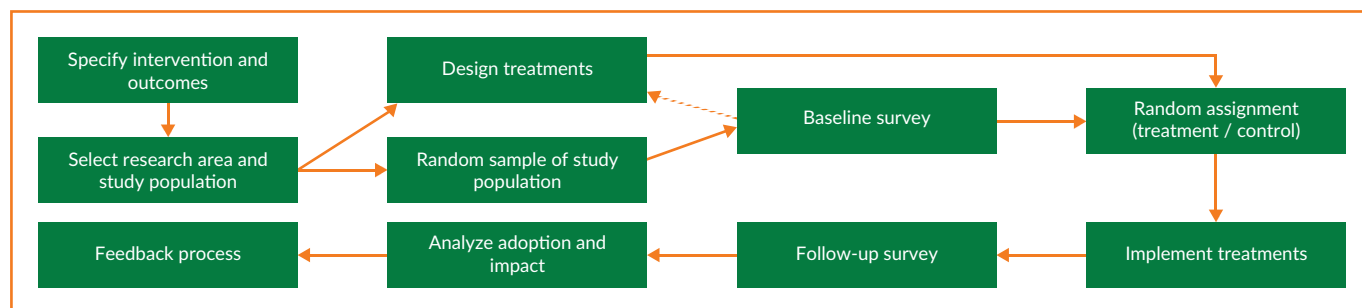 Specify intervention and
outcomes
Design treatments
Baseline survey
Random assignment
(treatment / control)
Select research area and
study population
Random sample of study
population
Feedback process
Analyze adoption and
impact
Follow-up survey
Implement treatments